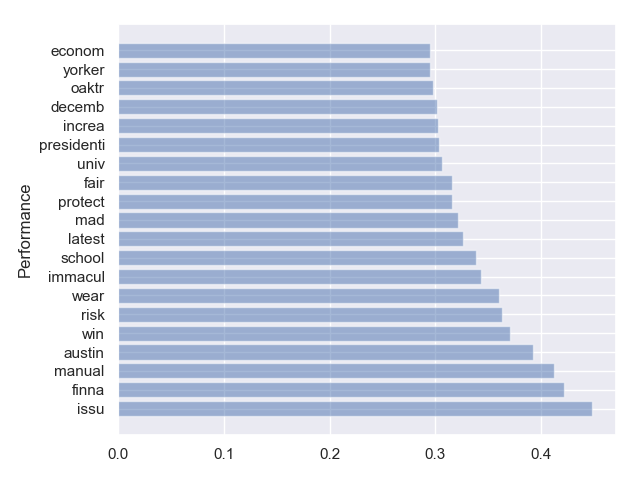 econom
yorker
oaktr
decemb
increa
presidenti
univ
fair
protect
mad
latest
school
immacul
wear
risk
win
austin
manual
finna
issu
Performance
0.0 0.1 0.2 0.3 0.4